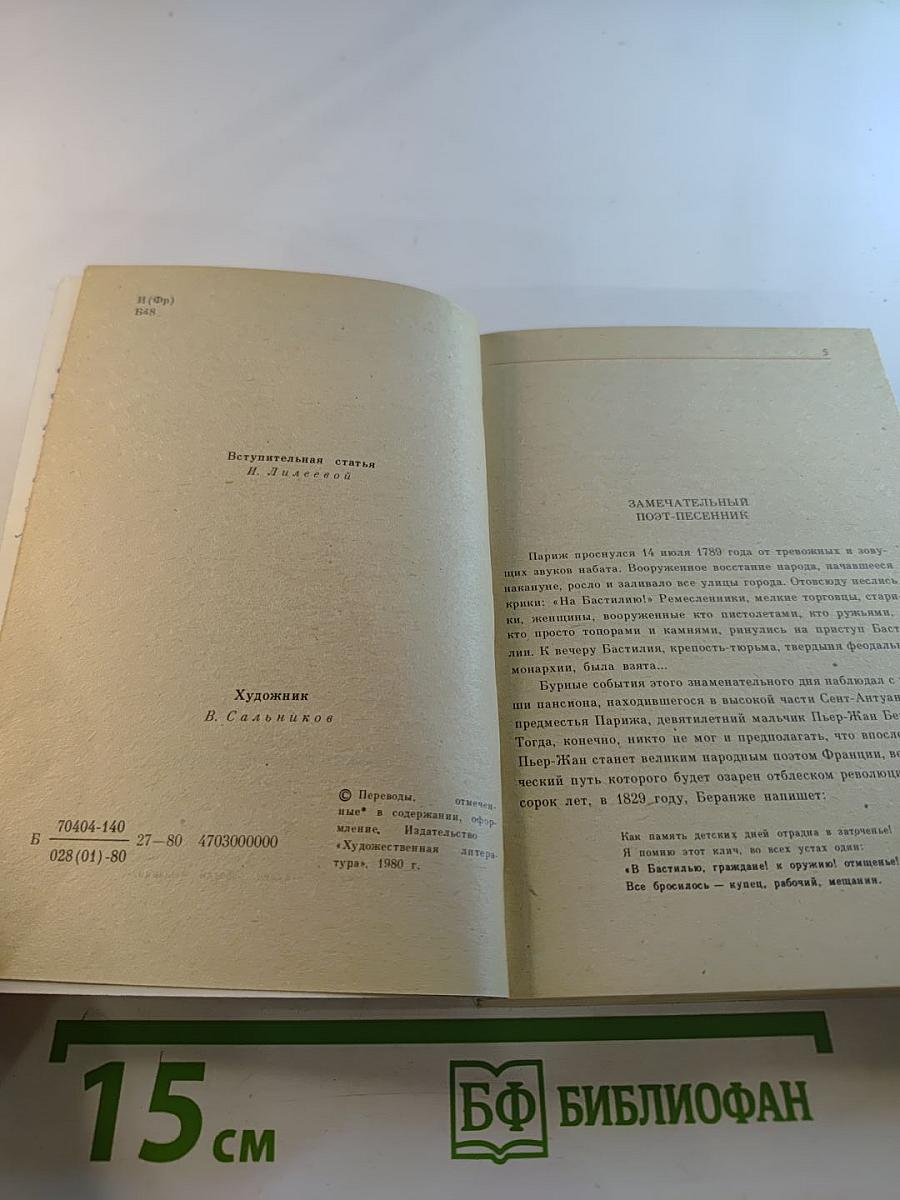 И(Фр)
Б48
Вступительная статья
И. Лилеевой
Художник
В. Сальников
© Переводы, отмечен-
ные* в содержании, офор-
мление. Издательство
«Художественная литера-
тура», 1980 г.
Б 70404-140 27—80 4703000000
028(01)-80
5
ЗАМЕЧАТЕЛЬНЫЙ
ПОЭТ-ПЕСЕННИК
Париж проснулся 14 июля 1789 года от тревожных и зову-
щих звуков набата. Вооруженное восстание народа, начавшееся
накануне, росло и заливало все улицы города. Отовсюду неслись
крики: «На Бастилию!» Ремесленники, мелкие торговцы, стари-
ки, женщины, вооруженные кто пистолетами, кто ружьями,
кто просто топорами и камнями, ринулись на приступ Баст
лии. К вечеру Бастилия, крепость-тюрьма, твердыня феодаль
монархии, была взята...
Бурные события этого знаменательного дня наблюдал с
ши пансиона, находившегося в высокой части Сент-Антуан
предместья Парижа, девятилетний мальчик Пьер-Жан Бе
Тогда, конечно, никто не мог и предполагать, что впосле
Пьер-Жан станет великим народным поэтом Франции,
ческий путь которого будет озарен отблеском революци
сорок лет, в 1829 году, Беранже напишет:
Как память детских дней отрадна в заточенье!
Я помню этот клич, во всех устах один:
«В Бастилью, граждане! к оружию! отмщенье!
Все бросилось — купец, рабочий, мещанин.
15 см
БФ БИБЛИОФАН